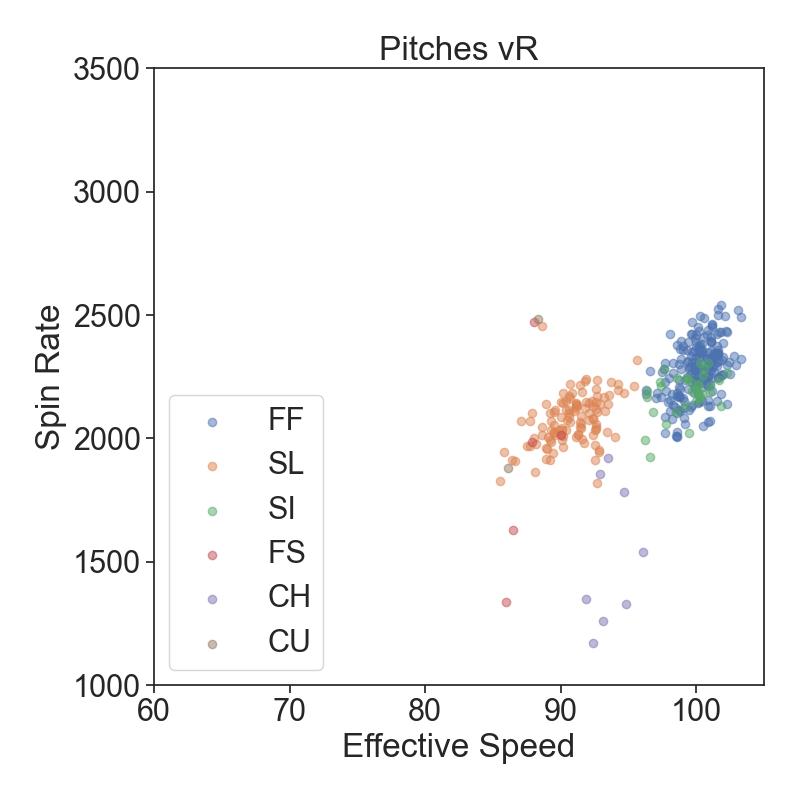 Pitches vR
3500
3000
2500
2000
1500
1000
Spin Rate
FF
SL
SI
FS
CH
CU
60 70 80 90 100
Effective Speed